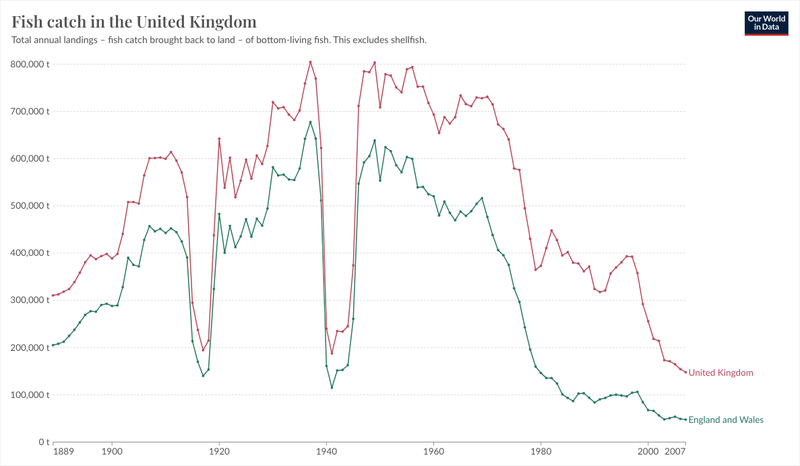 Fish catch in the United Kingdom
Total annual landings – fish catch brought back to land – of bottom-living fish. This excludes shellfish.
Our World
in Data
800,000 t
700,000 t
600,000 t
500,000 t
400,000 t
300,000 t
200,000 t
100,000 t
0 t
United Kingdom
England and Wales
1889 1900 1920 1940 1960 1980 2000 2007